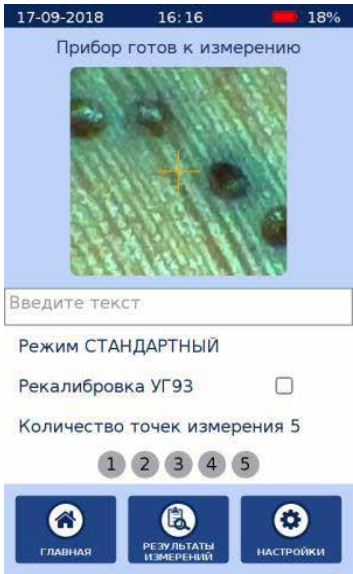 17-09-2018 16:16 18%
Прибор готов к измерению
Введите текст
Режим СТАНДАРТНЫЙ
Рекалибровка УГ93
Количество точек измерения 5
1 2 3 4 5
ГЛАВНАЯ РЕЗУЛЬТАТЫ ИЗМЕРЕНИЙ НАСТРОЙКИ